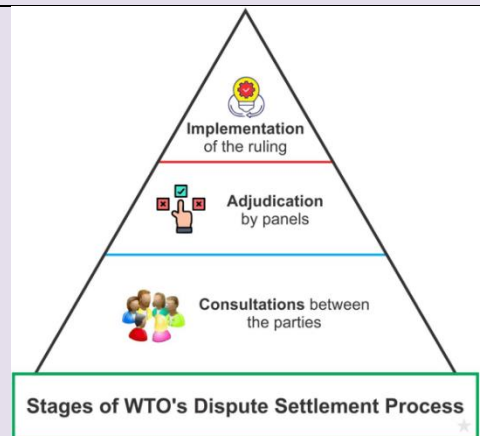 Implementation
of the ruling
Adjudication
by panels
Consultations between
the parties
Stages of WTO's Dispute Settlement Process